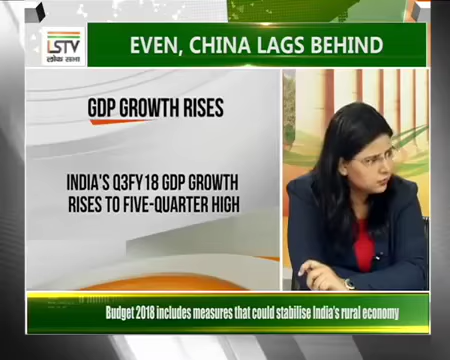 LSTV
लोक सभा
EVEN, CHINA LAGS BEHIND
GDP GROWTH RISES
INDIA'S Q3FY18 GDP GROWTH
RISES TO FIVE-QUARTER HIGH
Budget 2018 includes measures that could stabilise India's rural economy